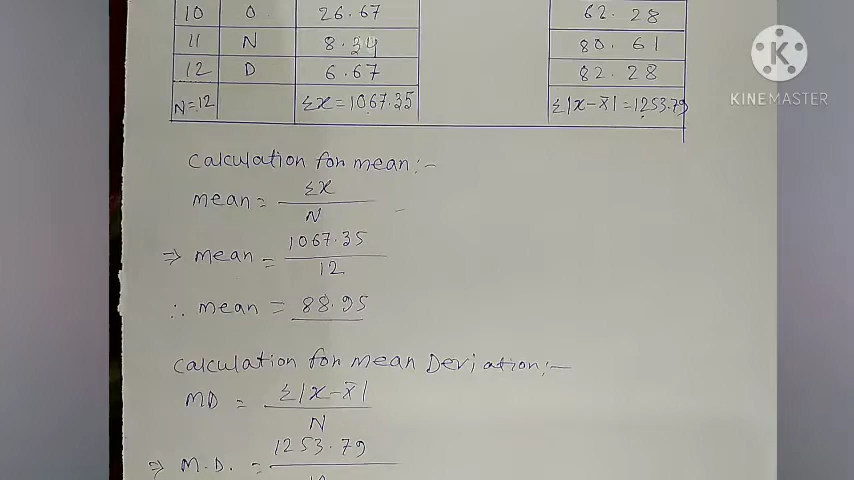 10 O 26.67 62.28
11 N 8.34 80.61
12 D 6.67 82.28
N=12 ΣX=1067.35 Σ|X-X̄|=1253.79
KINEMASTER
Calculation for mean:-
mean = ΣX / N
⇒ mean = 1067.35 / 12
∴ mean = 88.95
Calculation for mean Deviation:-
MD = Σ|X-X̄| / N
⇒ M.D. = 1253.79